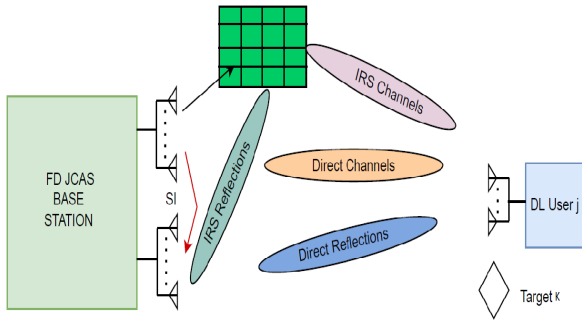 IRS Channels
FD JCAS
BASE
STATION
SI
IRS Reflections
Direct Channels
Direct Reflections
DL User j
Target K